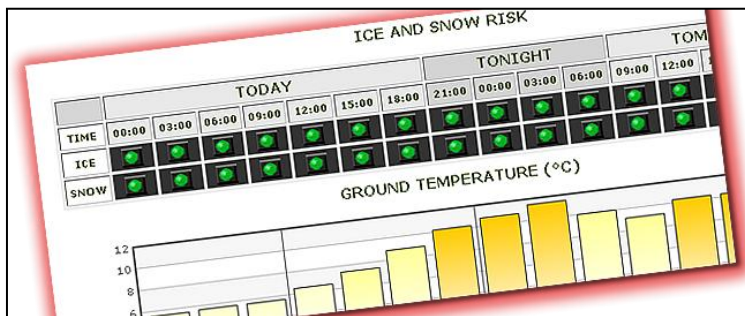 ICE AND SNOW RISK
TODAY TONIGHT
TIME 00:00 03:00 06:00 09:00 12:00 15:00 18:00 21:00 00:00 03:00 06:00 09:00 12:00
ICE
SNOW
GROUND TEMPERATURE (°C)
12
10
8
6